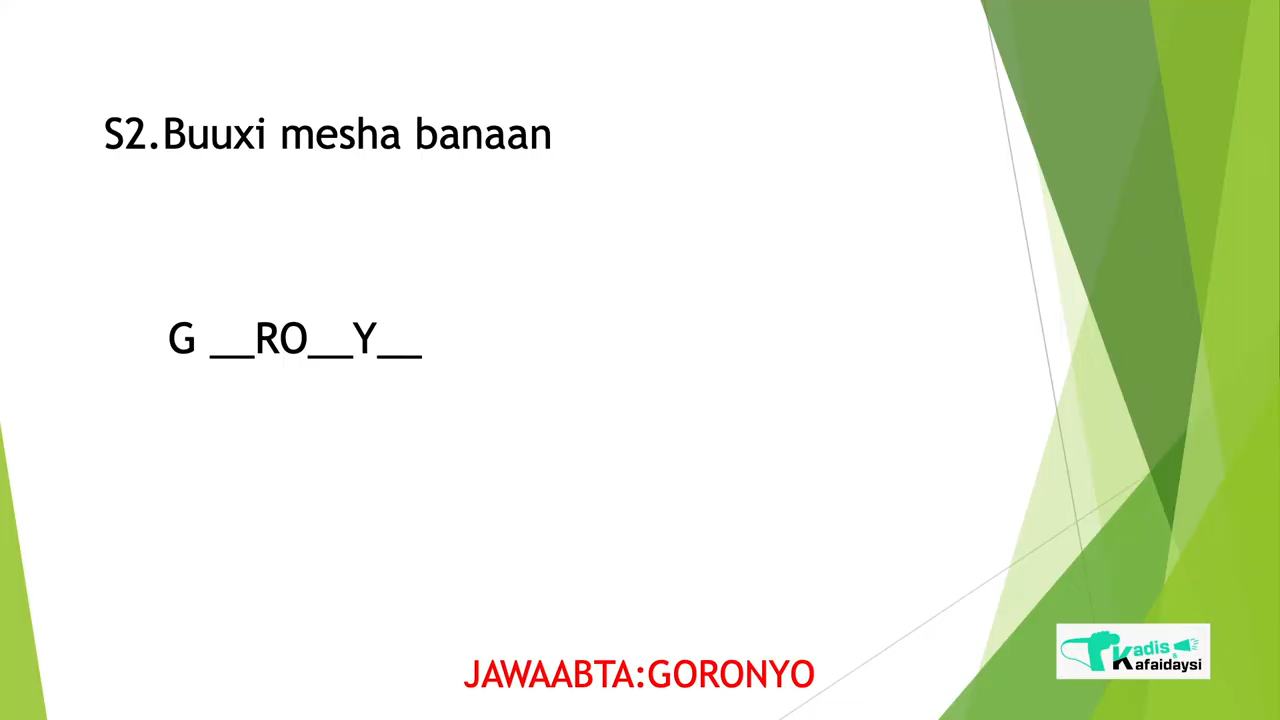 S2.Buuxi mesha banaan
G __RO__Y__
JAWAABTA:GORONYO
Kadis &
Kafaidaysi